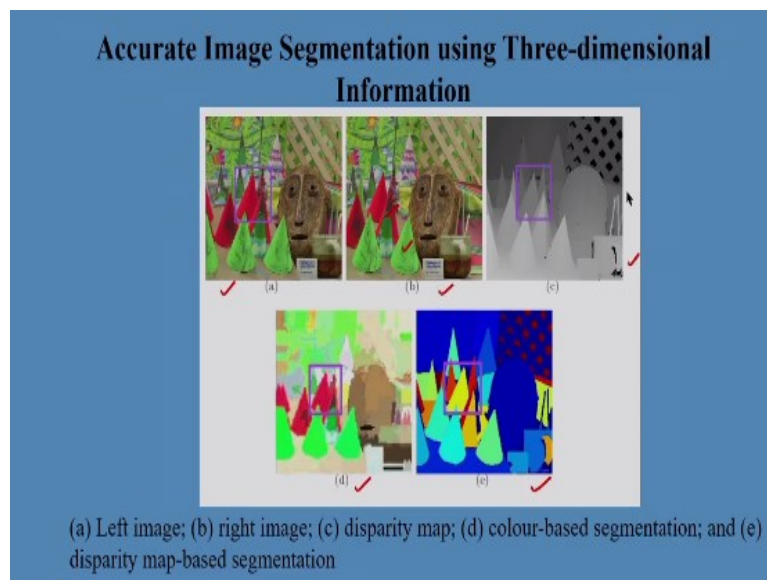 Accurate Image Segmentation using Three-dimensional
Information
(a)
(b)
(c)
(d)
(e)
(a) Left image; (b) right image; (c) disparity map; (d) colour-based segmentation; and (e)
disparity map-based segmentation